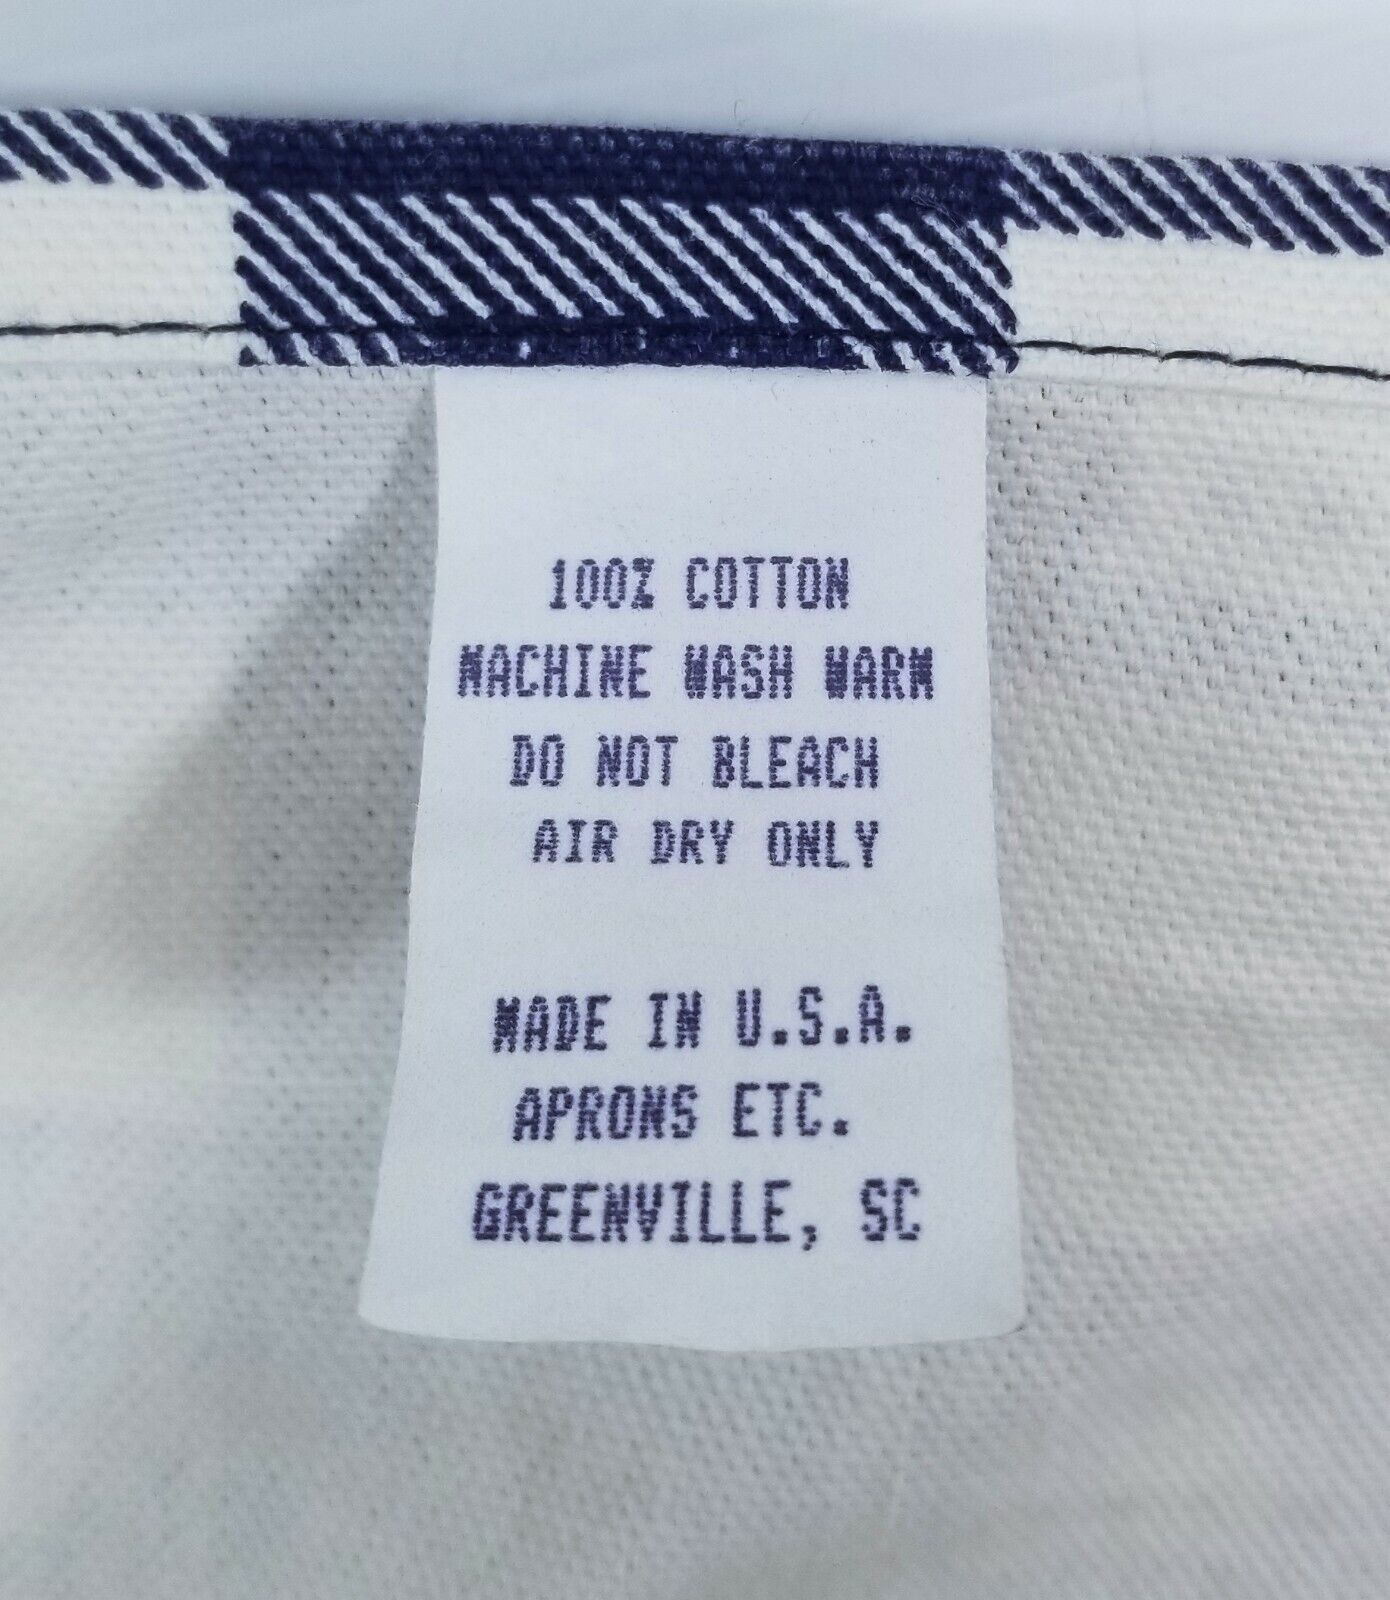 100% COTTON
MACHINE WASH WARM
DO NOT BLEACH
AIR DRY ONLY
MADE IN U.S.A.
APRONS ETC.
GREENVILLE, SC